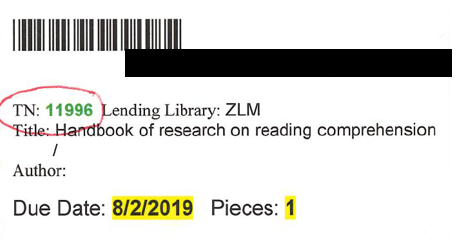 TN: 11996 Lending Library: ZLM
Title: Handbook of research on reading comprehension
/
Author:
Due Date: 8/2/2019 Pieces: 1